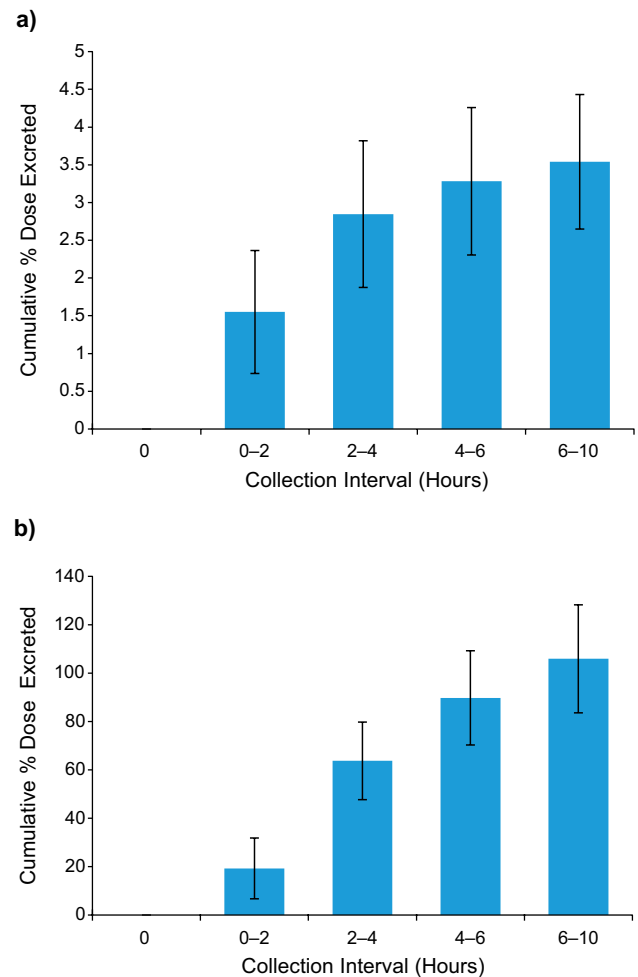 a)
Cumulative % Dose Excreted
5
4.5
4
3.5
3
2.5
2
1.5
1
0.5
0
0 0–2 2–4 4–6 6–10
Collection Interval (Hours)
b)
Cumulative % Dose Excreted
140
120
100
80
60
40
20
0
0 0–2 2–4 4–6 6–10
Collection Interval (Hours)